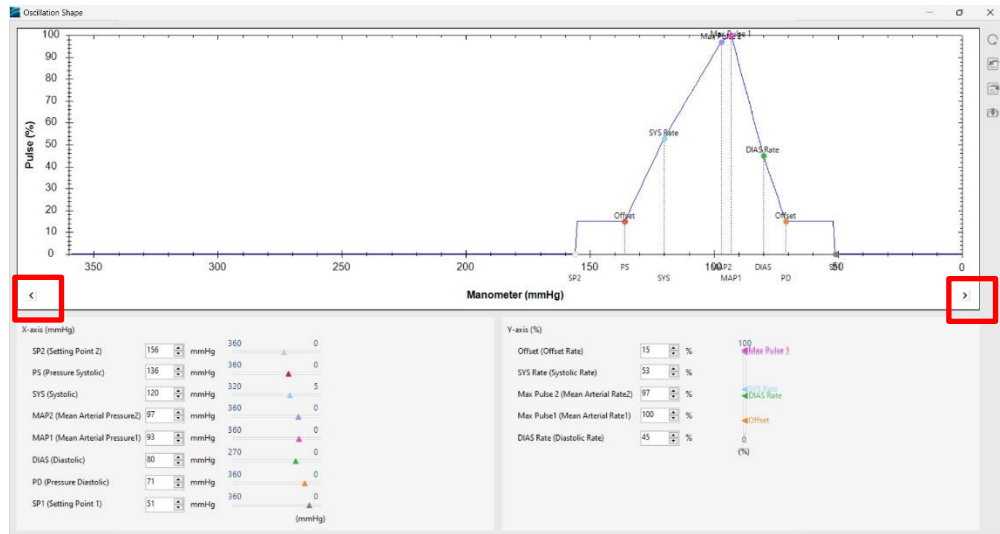 Oscillation Shape
100
90
80
70
60
50
40
30
20
10
0
Pulse (%)
Max Pulse 1
SYS Rate
DIAS Rate
Offset
Offset
350 300 250 200 150 100 50 0
SP2 PS SYS MAP2 MAP1 DIAS PD
Manometer (mmHg)
X-axis (mmHg)
SP2 (Setting Point 2) 156 mmHg 360 0
PS (Pressure Systolic) 136 mmHg 360 0
SYS (Systolic) 120 mmHg 320 5
MAP2 (Mean Arterial Pressure2) 97 mmHg 360 0
MAP1 (Mean Arterial Pressure1) 93 mmHg 360 0
DIAS (Diastolic) 80 mmHg 270 0
PD (Pressure Diastolic) 71 mmHg 360 0
SP1 (Setting Point 1) 51 mmHg 360 0
(mmHg)
Y-axis (%)
Offset (Offset Rate) 15 %
SYS Rate (Systolic Rate) 53 %
Max Pulse 2 (Mean Arterial Rate2) 97 %
Max Pulse1 (Mean Arterial Rate1) 100 %
DIAS Rate (Diastolic Rate) 45 %
100
DIAS Rate
Offset
0
(%)